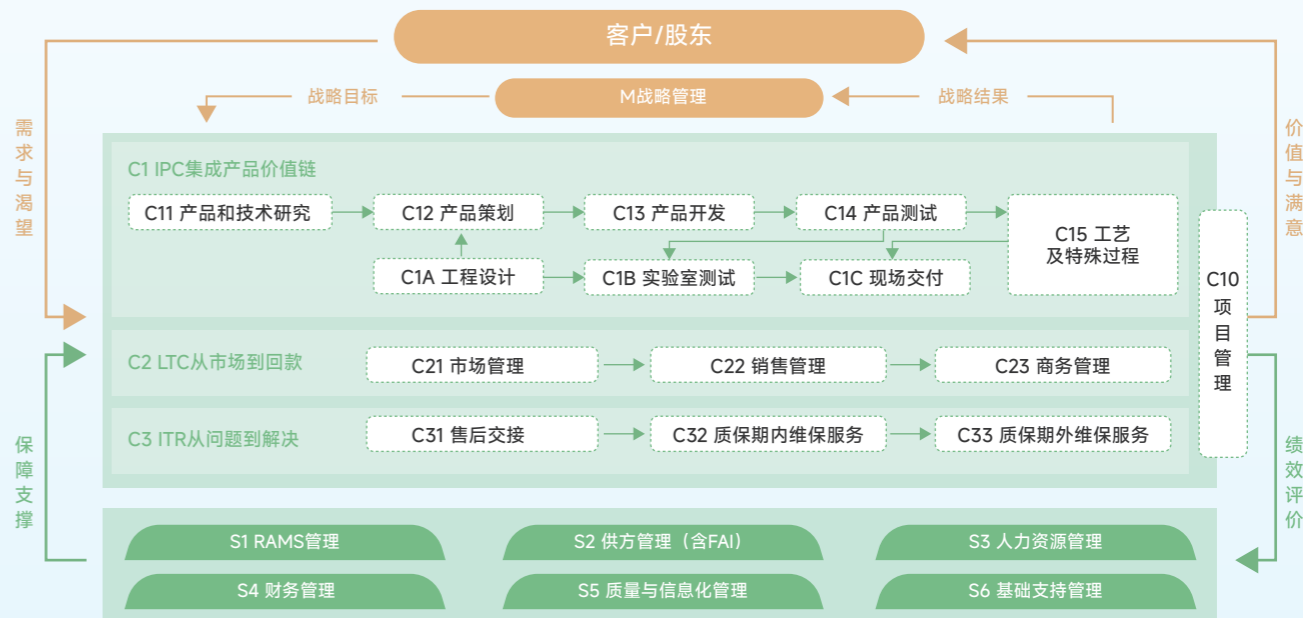 客户/股东
战略目标
M战略管理
战略结果
需求与渴望
价值与满意
C1 IPC集成产品价值链
C11 产品和技术研究
C12 产品策划
C13 产品开发
C14 产品测试
C15 工艺
及特殊过程
C1A 工程设计
C1B 实验室测试
C1C 现场交付
C10
项目管理
C2 LTC从市场到回款
C21 市场管理
C22 销售管理
C23 商务管理
C3 ITR从问题到解决
C31 售后交接
C32 质保期内维保服务
C33 质保期外维保服务
保障支撑
绩效评价
S1 RAMS管理
S2 供方管理（含FAI）
S3 人力资源管理
S4 财务管理
S5 质量与信息化管理
S6 基础支持管理